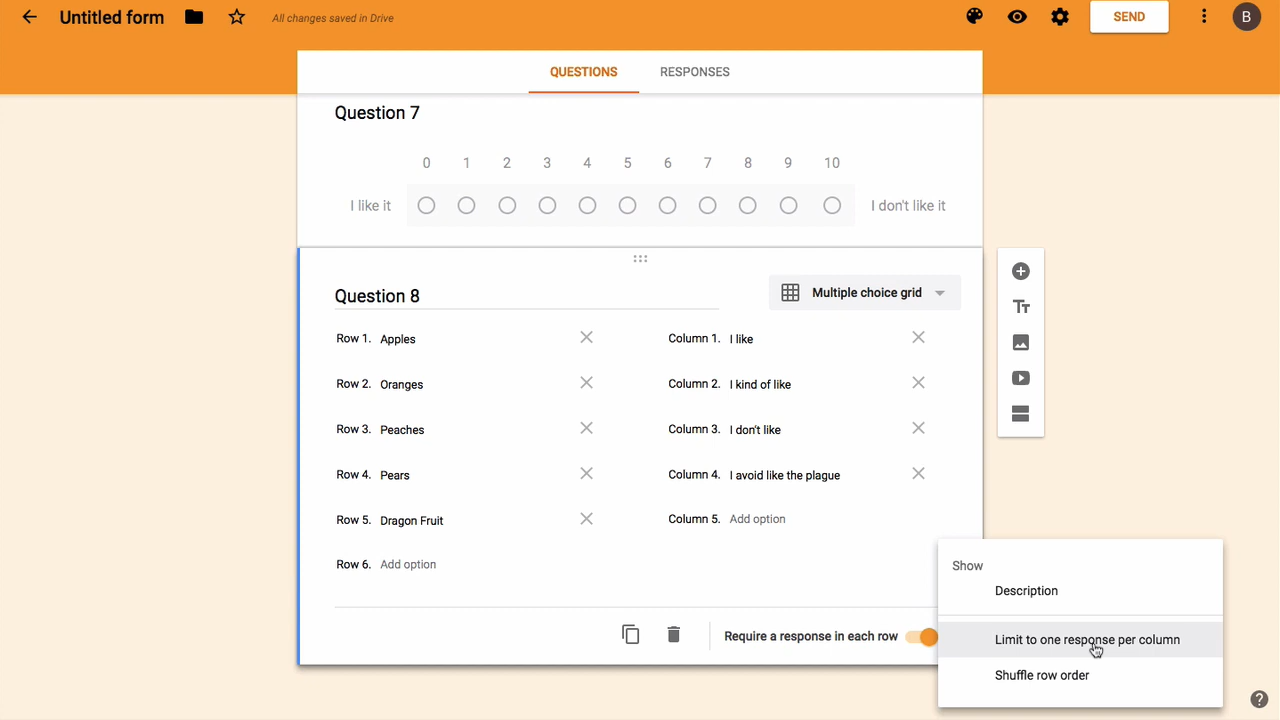 Untitled form
All changes saved in Drive
SEND
B
QUESTIONS RESPONSES
Question 7
0 1 2 3 4 5 6 7 8 9 10
I like it
I don't like it
Question 8
Multiple choice grid
Row 1. Apples
Column 1. I like
Row 2. Oranges
Column 2. I kind of like
Row 3. Peaches
Column 3. I don't like
Row 4. Pears
Column 4. I avoid like the plague
Row 5. Dragon Fruit
Column 5. Add option
Row 6. Add option
Show
Description
Require a response in each row
Limit to one response per column
Shuffle row order